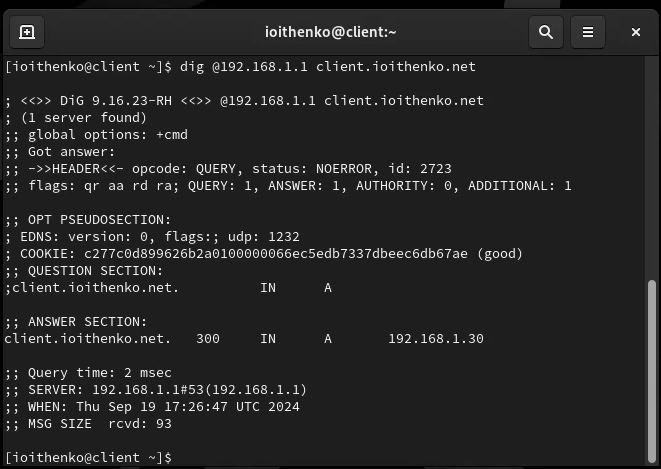 ioithenko@client:~
[ioithenko@client ~]$ dig @192.168.1.1 client.ioithenko.net
; <<>> DiG 9.16.23-RH <<>> @192.168.1.1 client.ioithenko.net
; (1 server found)
;; global options: +cmd
;; Got answer:
;; ->>HEADER<<- opcode: QUERY, status: NOERROR, id: 2723
;; flags: qr aa rd ra; QUERY: 1, ANSWER: 1, AUTHORITY: 0, ADDITIONAL: 1
;; OPT PSEUDOSECTION:
; EDNS: version: 0, flags:; udp: 1232
; COOKIE: c277c0d899626b2a0100000066ec5edb7337dbeec6db67ae (good)
;; QUESTION SECTION:
;client.ioithenko.net. IN A
;; ANSWER SECTION:
client.ioithenko.net. 300 IN A 192.168.1.30
;; Query time: 2 msec
;; SERVER: 192.168.1.1#53(192.168.1.1)
;; WHEN: Thu Sep 19 17:26:47 UTC 2024
;; MSG SIZE rcvd: 93
[ioithenko@client ~]$